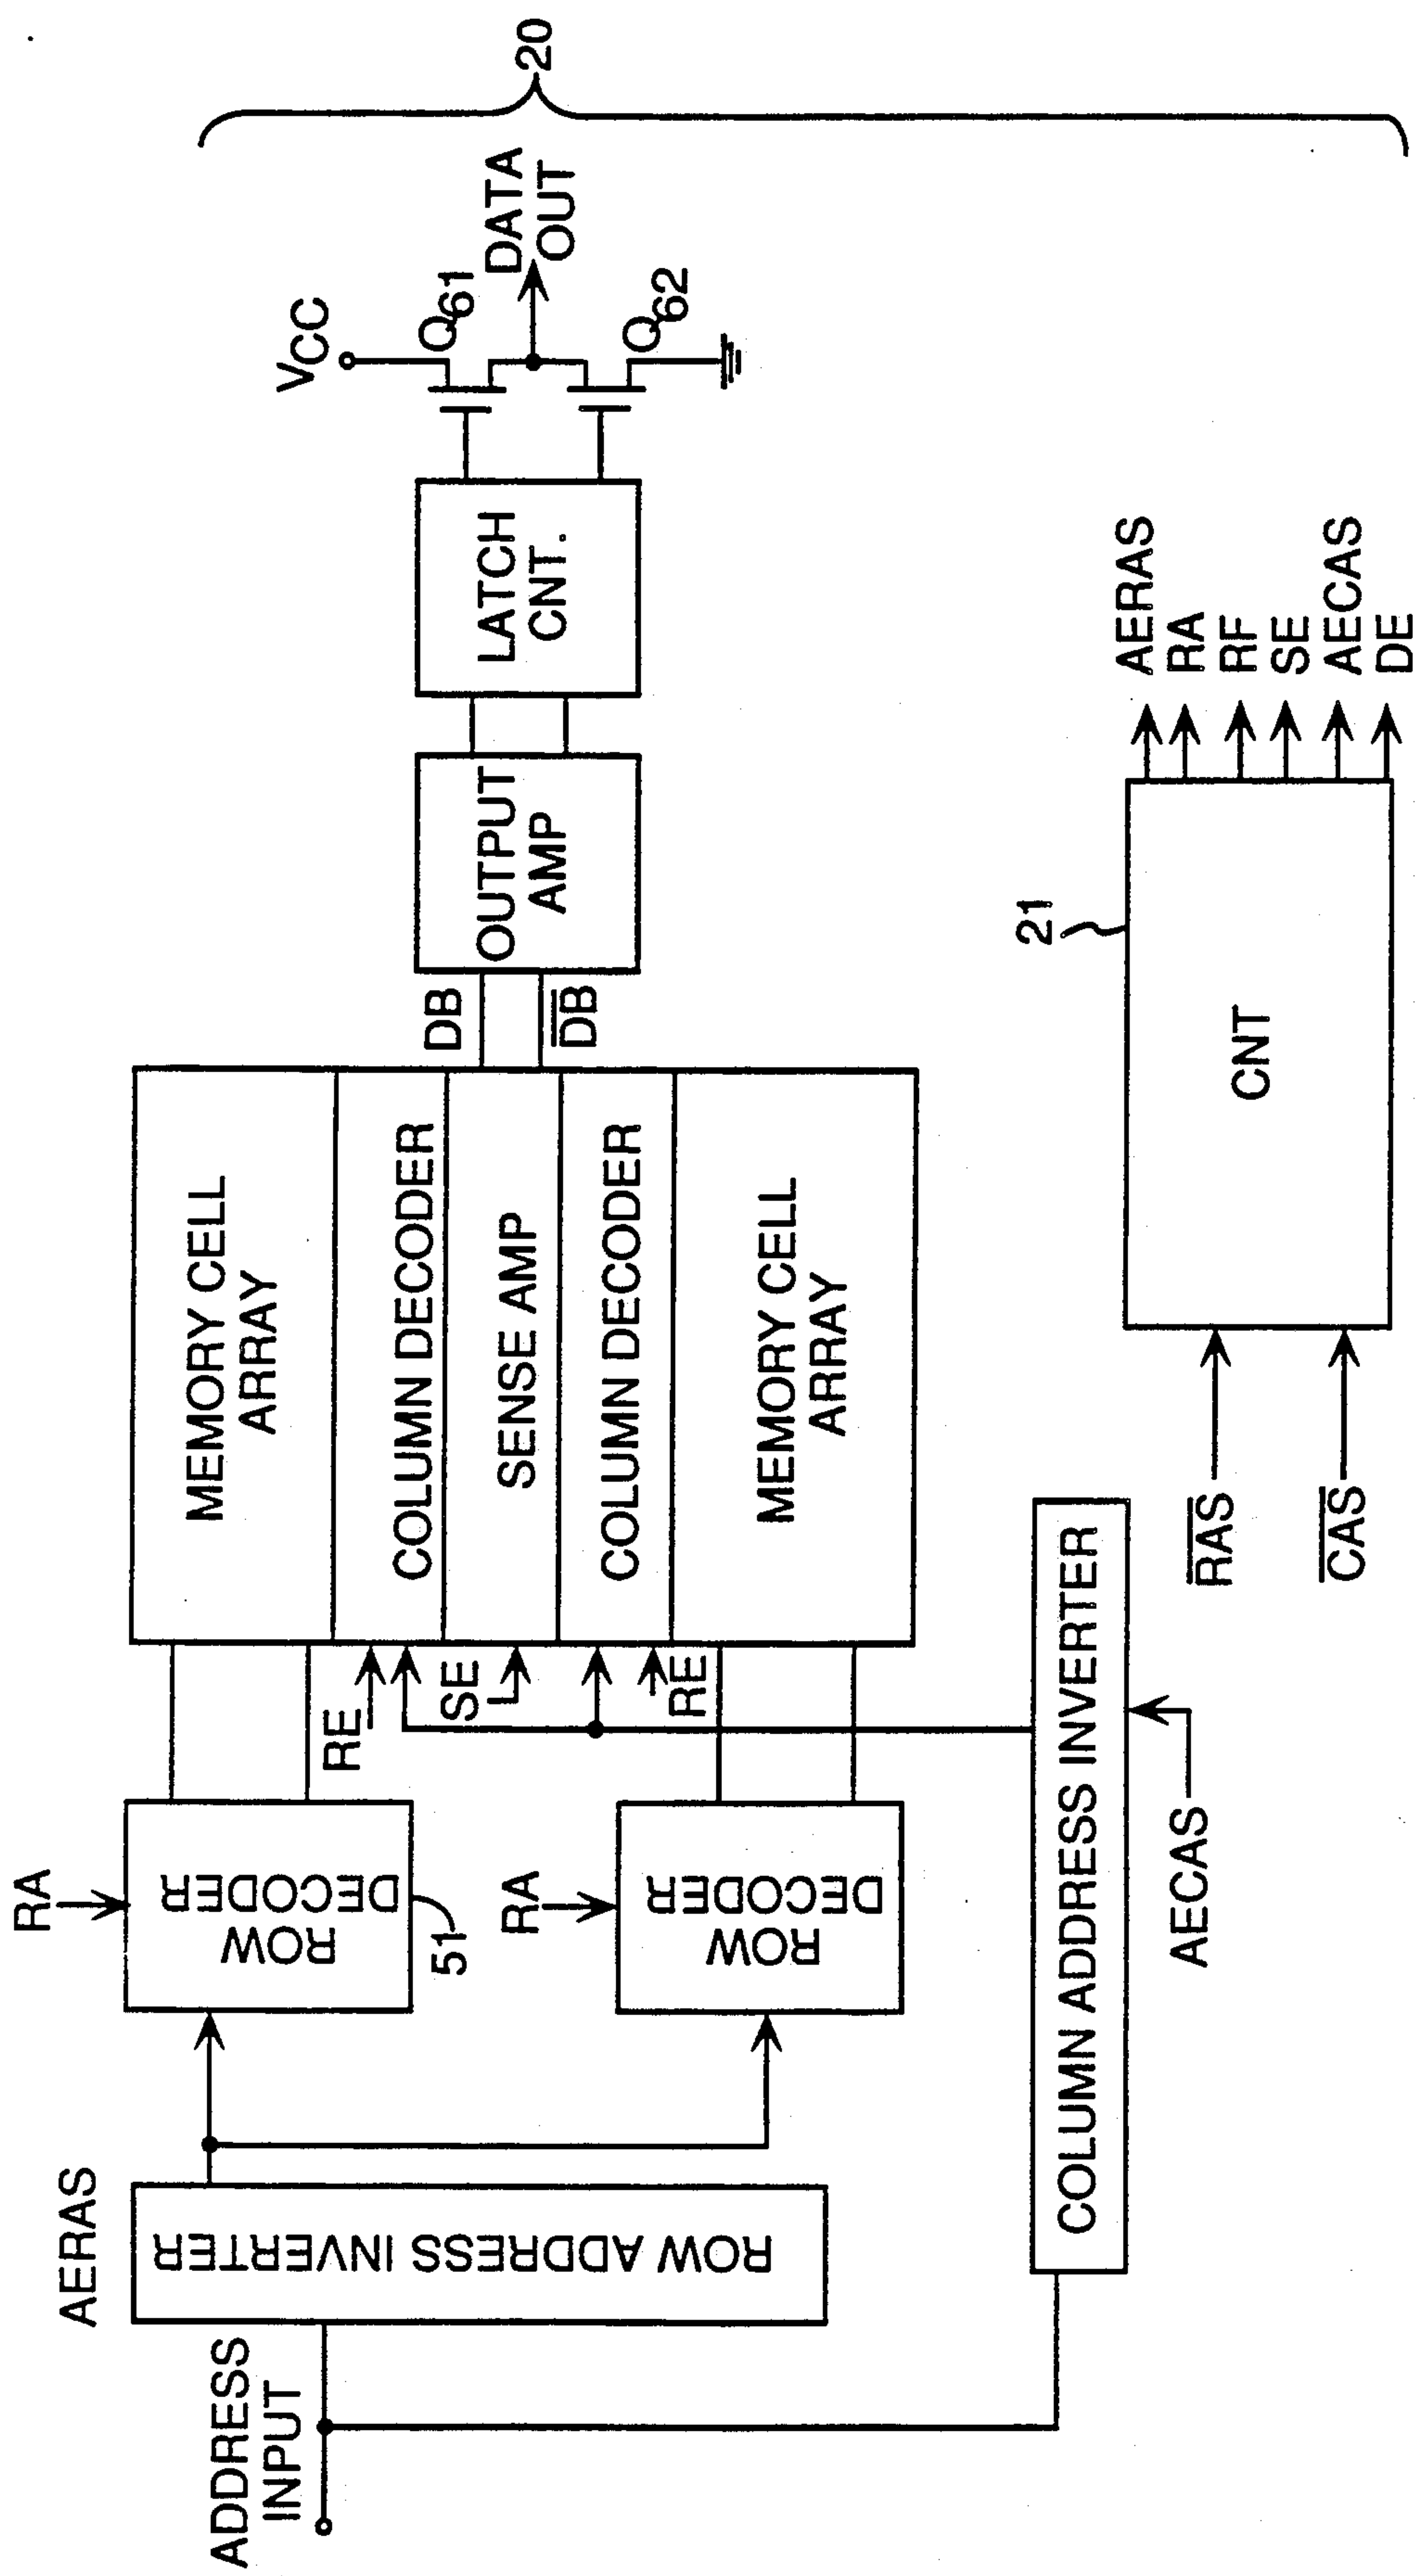 20
VCC
Q61
DATA
OUT
Q62
LATCH
CNT.
OUTPUT
AMP
DB
DB
MEMORY CELL
ARRAY
COLUMN DECODER
SENSE AMP
COLUMN DECODER
MEMORY CELL
ARRAY
RE
SE
RE
RA
ROW
DECODER
51
RA
ROW
DECODER
AERAS
ROW ADDRESS INVERTER
ADDRESS
INPUT
COLUMN ADDRESS INVERTER
AECAS
RAS
CAS
21
CNT
AERAS
RA
RF
SE
AECAS
DE